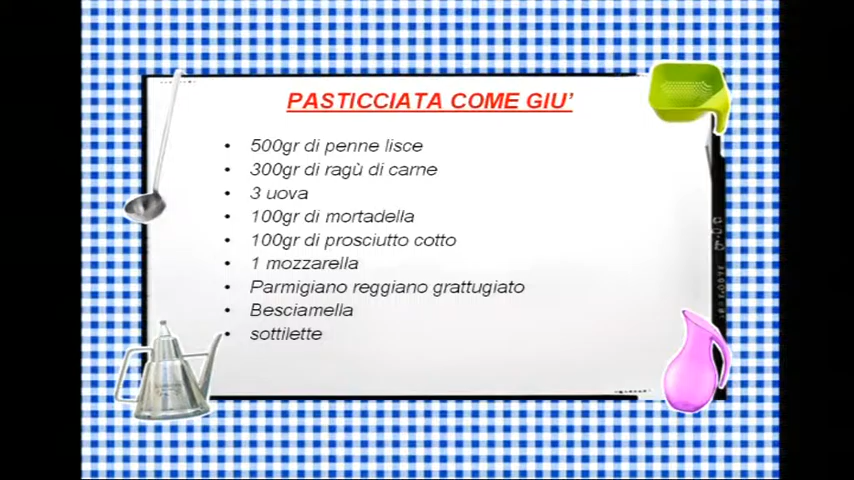 PASTICCIATA COME GIU'
• 500gr di penne lisce
• 300gr di ragù di carne
• 3 uova
• 100gr di mortadella
• 100gr di prosciutto cotto
• 1 mozzarella
• Parmigiano reggiano grattugiato
• Besciamella
• sottilette